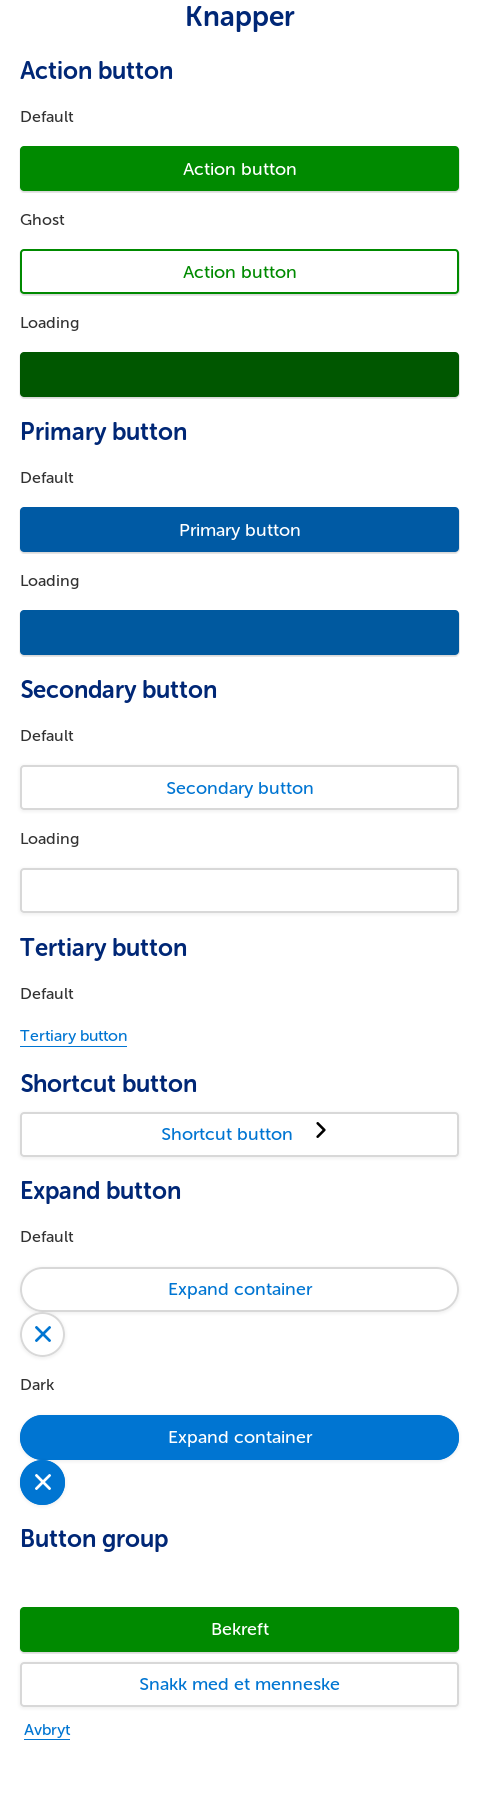 Knapper
Action button
Default
Action button
Ghost
Action button
Loading
Primary button
Default
Primary button
Loading
Secondary button
Default
Secondary button
Loading
Tertiary button
Default
Tertiary button
Shortcut button
Shortcut button
Expand button
Default
Expand container
Dark
Expand container
Button group
Bekreft
Snakk med et menneske
Avbryt